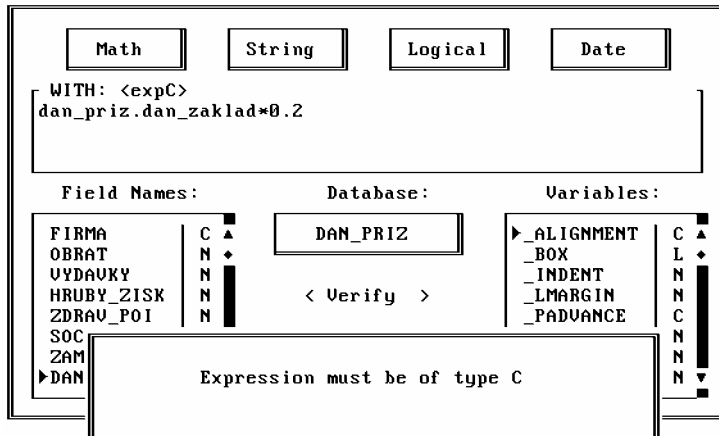 Math String Logical Date
WITH: <expC>
dan_priz.dan_zaklad*0.2
Field Names: Database: Variables:
FIRMA C DAN_PRIZ _ALIGNMENT C
OBRAT N _BOX L
VYDAVKY N _INDENT N
HRUBY_ZISK N < Verify > _LMARGIN N
ZDRAV_POI N _PADVANCE C
SOC N
ZAM N
DAN N
Expression must be of type C